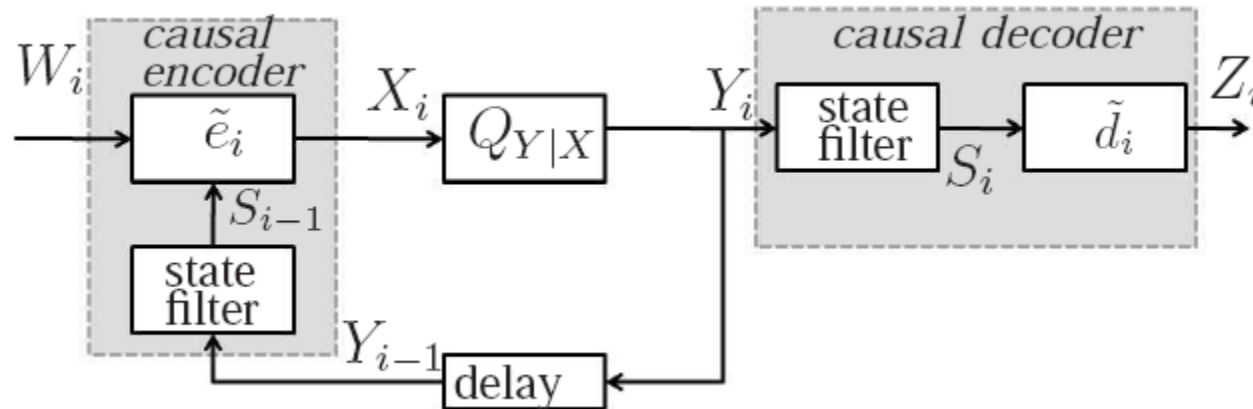 causal
encoder
causal decoder
W_i
ẽ_i
X_i
Q_{Y|X}
Y_i
state
filter
S_i
d̃_i
Z_i
S_{i-1}
state
filter
Y_{i-1}
delay